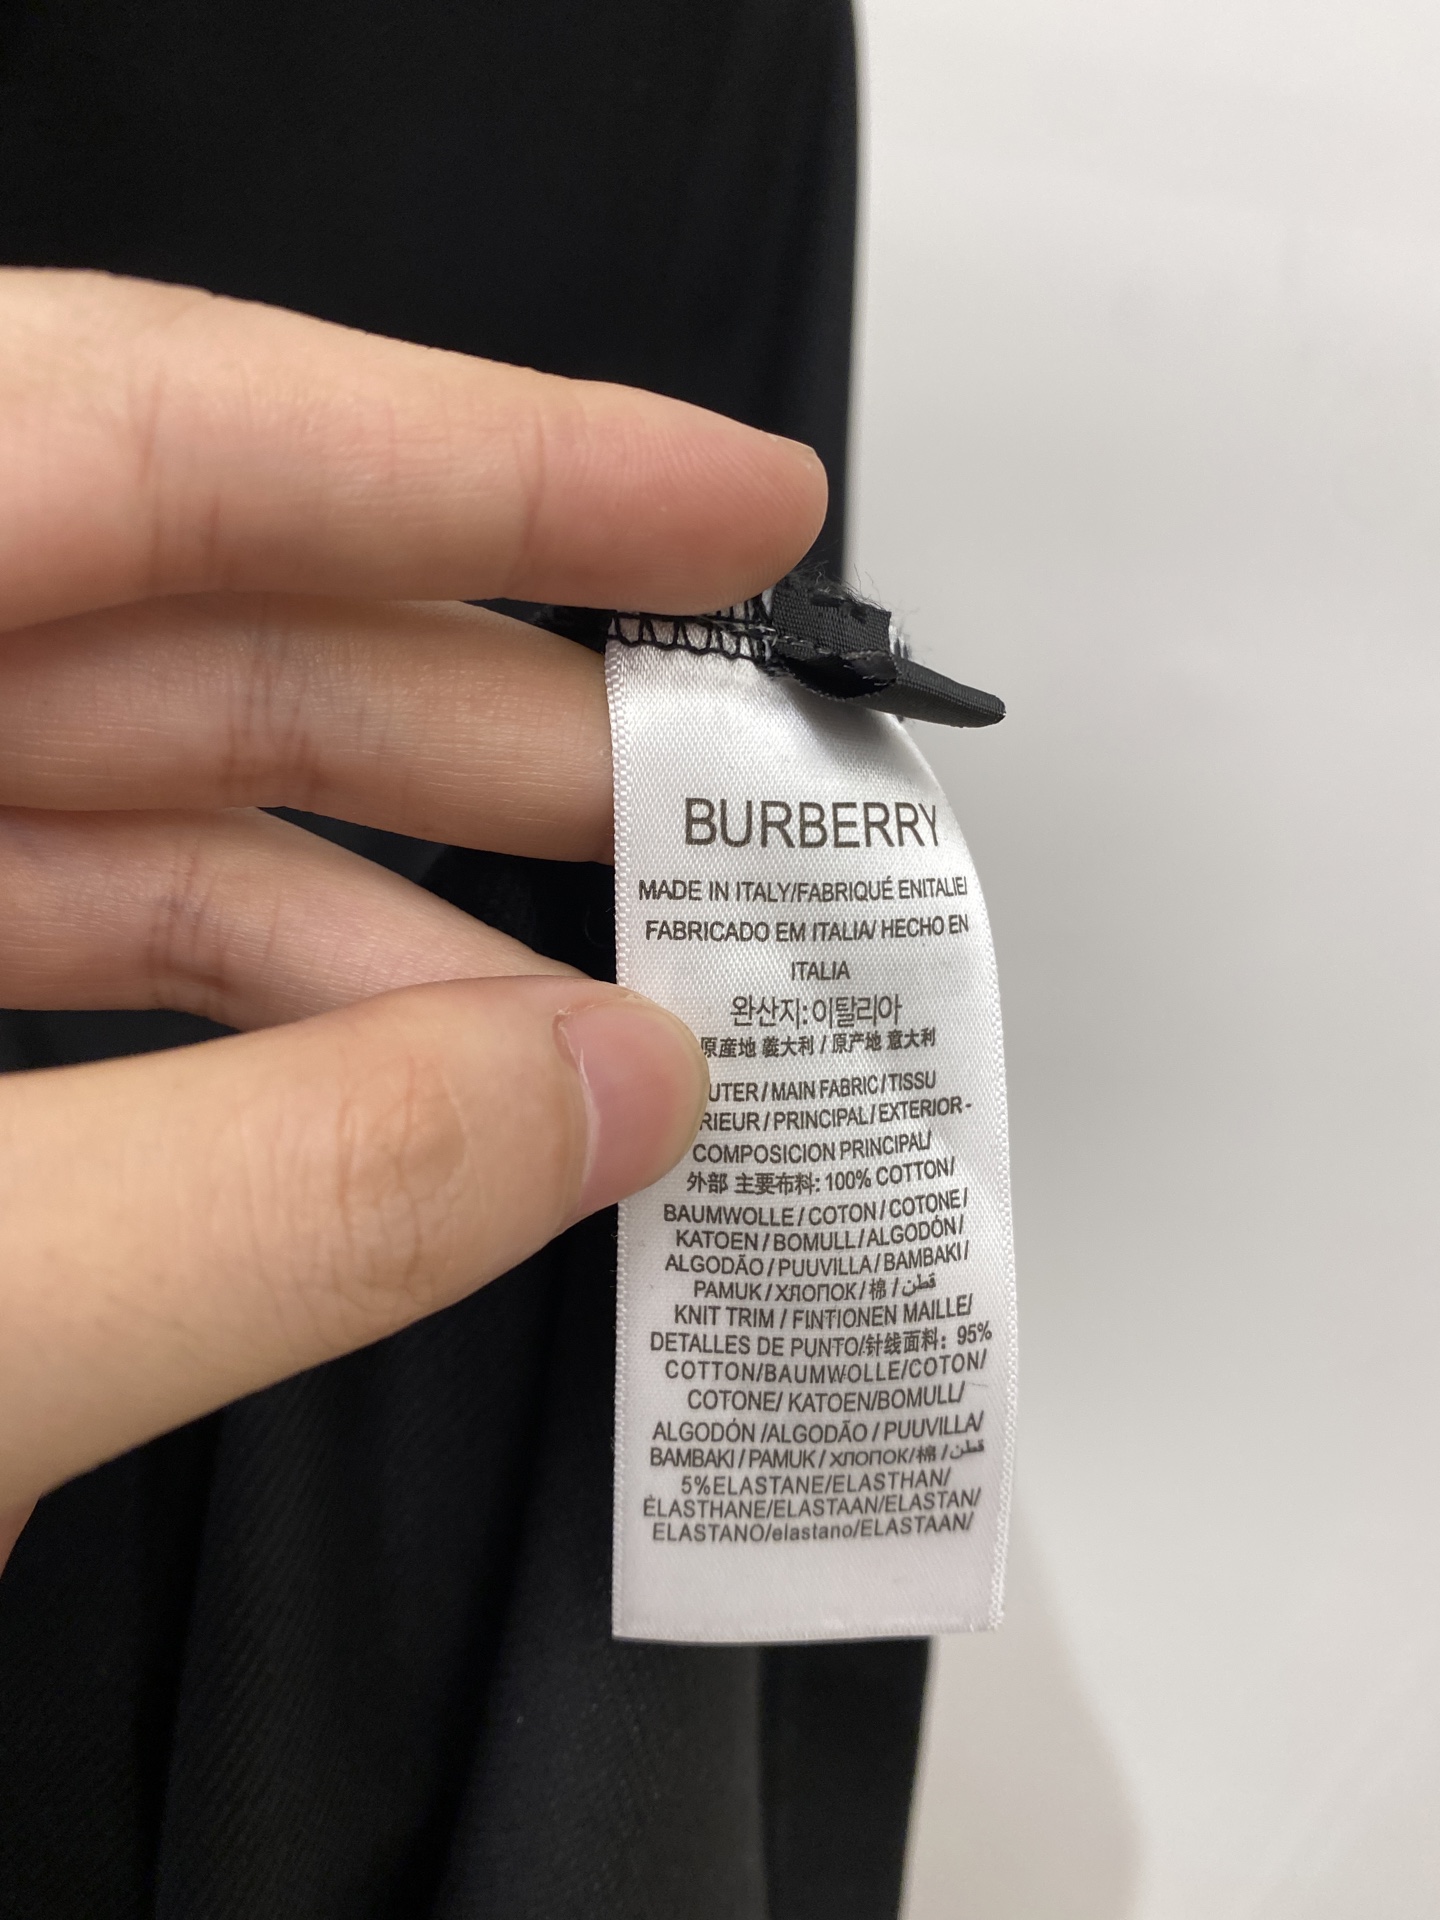 BURBERRY
MADE IN ITALY/FABRIQUÉ ENITALIE/
FABRICADO EM ITALIA/ HECHO EN
ITALIA
완산지:이탈리아
原産地 義大利 / 原产地 意大利
UTER / MAIN FABRIC / TISSU
RIEUR / PRINCIPAL / EXTERIOR -
COMPOSICION PRINCIPAL/
外部 主要布料: 100% COTTON/
BAUMWOLLE / COTON / COTONE /
KATOEN / BOMULL / ALGODÓN /
ALGODÃO / PUUVILLA / BAMBAKI /
PAMUK / ХЛОПОК / 棉 / قطن
KNIT TRIM / FINTIONEN MAILLE/
DETALLES DE PUNTO/针线面料: 95%
COTTON/BAUMWOLLE/COTON/
COTONE/ KATOEN/BOMULL/
ALGODÓN /ALGODÃO / PUUVILLA/
BAMBAKI / PAMUK / ХЛОПОК/棉 / قطن
5%ELASTANE/ELASTHAN/
ÉLASTHANE/ELASTAAN/ELASTAN/
ELASTANO/elastano/ELASTAAN/